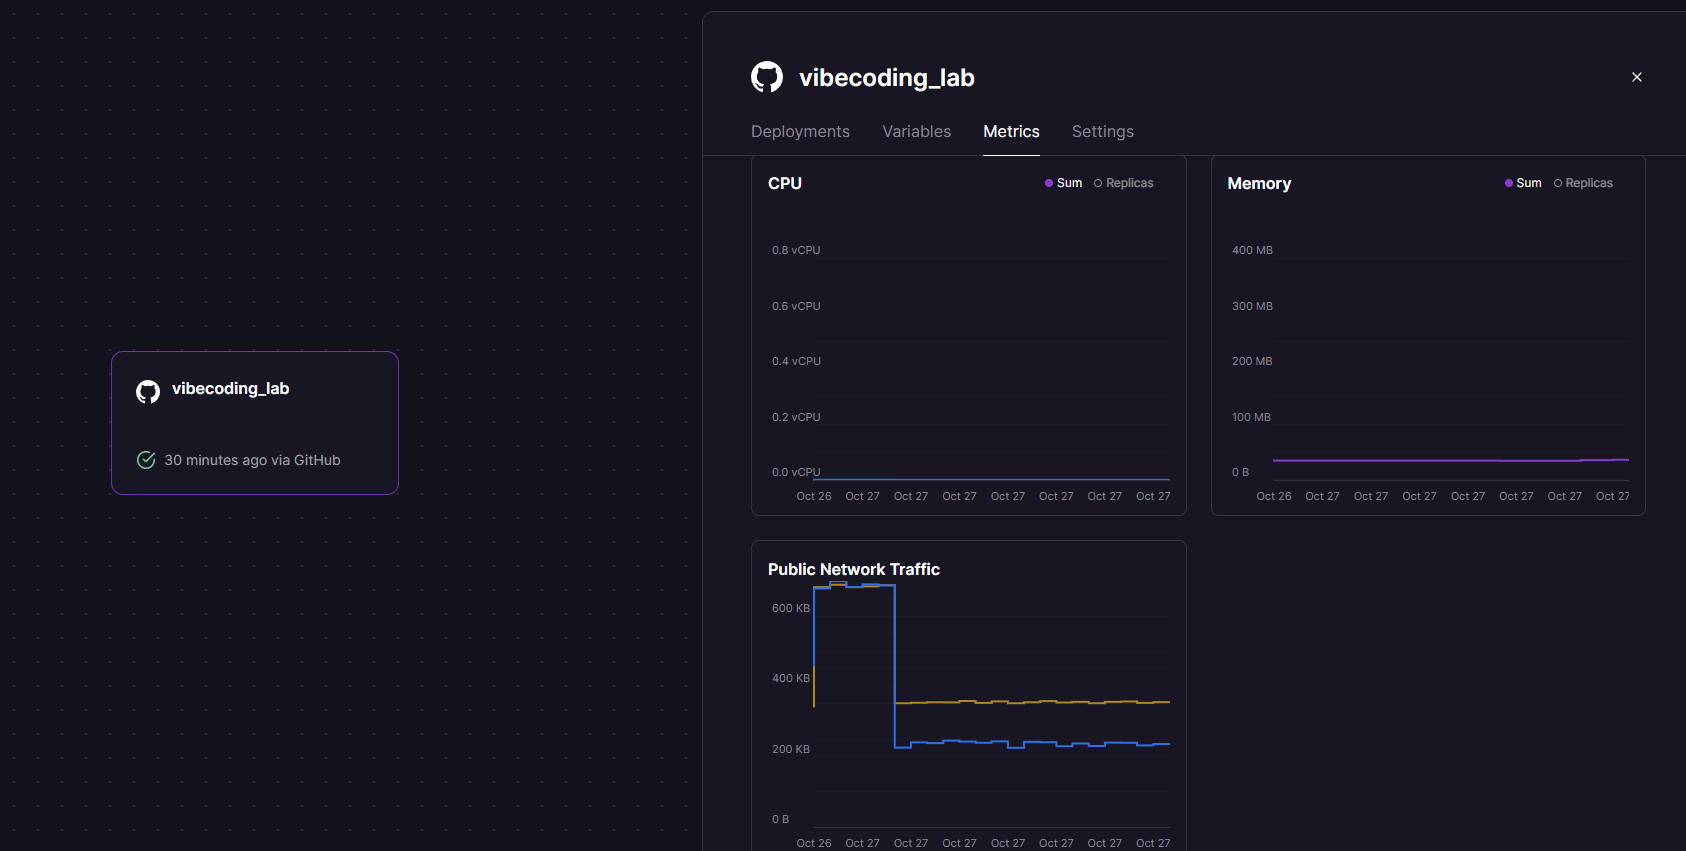 vibecoding_lab
30 minutes ago via GitHub
vibecoding_lab
Deployments Variables Metrics Settings
CPU
Sum Replicas
0.8 vCPU
0.6 vCPU
0.4 vCPU
0.2 vCPU
0.0 vCPU
Oct 26 Oct 27 Oct 27 Oct 27 Oct 27 Oct 27 Oct 27 Oct 27
Memory
Sum Replicas
400 MB
300 MB
200 MB
100 MB
0 B
Oct 26 Oct 27 Oct 27 Oct 27 Oct 27 Oct 27 Oct 27 Oct 27
Public Network Traffic
600 KB
400 KB
200 KB
0 B
Oct 26 Oct 27 Oct 27 Oct 27 Oct 27 Oct 27 Oct 27 Oct 27